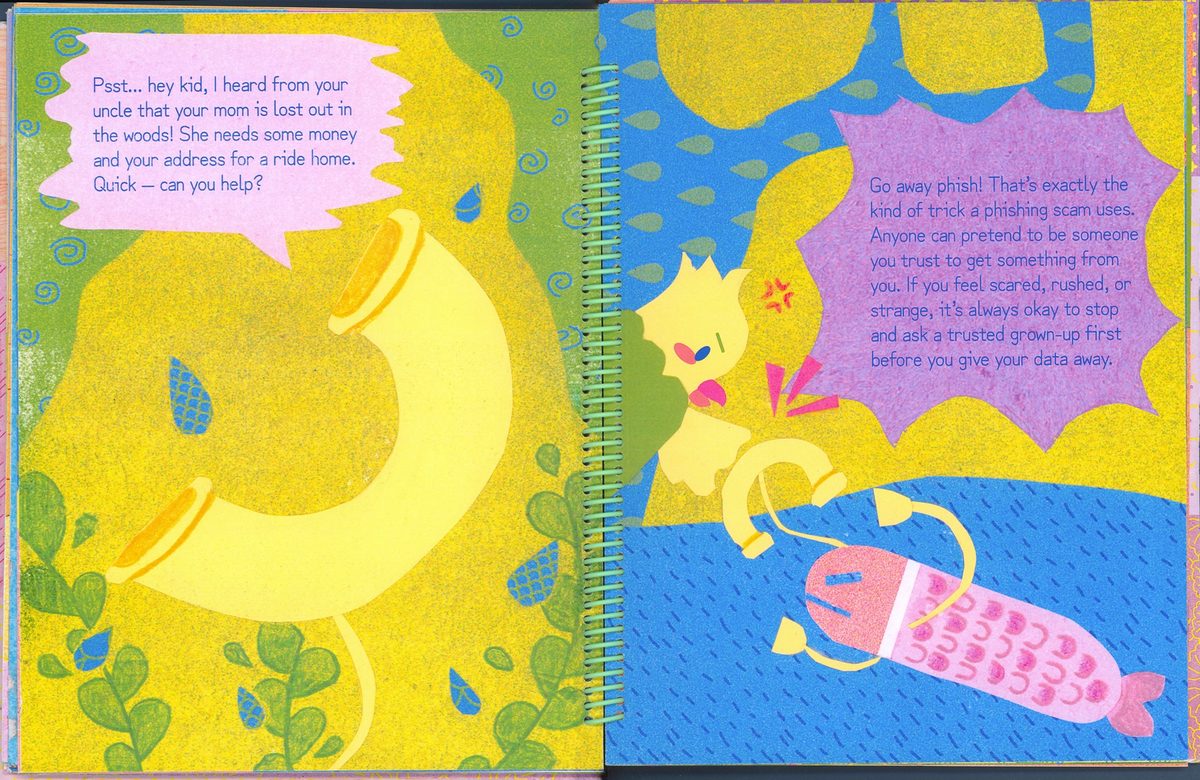 Psst... hey kid, I heard from your
uncle that your mom is lost out in
the woods! She needs some money
and your address for a ride home.
Quick — can you help?
Go away phish! That's exactly the
kind of trick a phishing scam uses.
Anyone can pretend to be someone
you trust to get something from
you. If you feel scared, rushed, or
strange, it's always okay to stop
and ask a trusted grown-up first
before you give your data away.